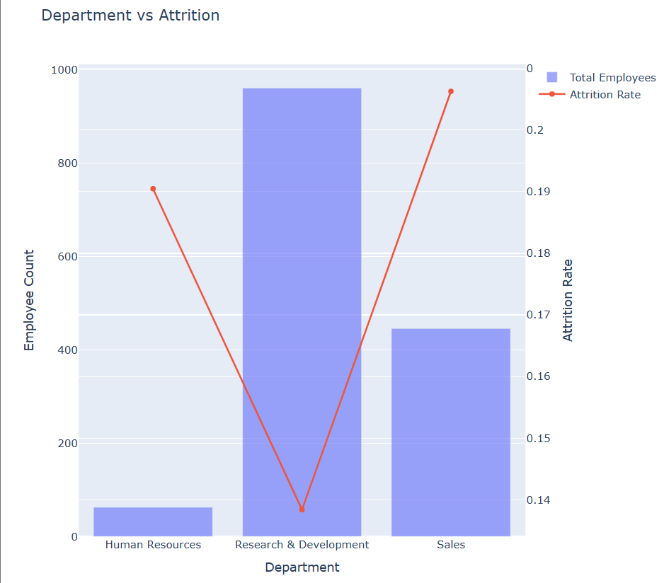 Department vs Attrition
1000
800
600
400
200
0
Employee Count
0
0.2
0.19
0.18
0.17
0.16
0.15
0.14
Attrition Rate
Total Employees
Attrition Rate
Human Resources
Research & Development
Sales
Department